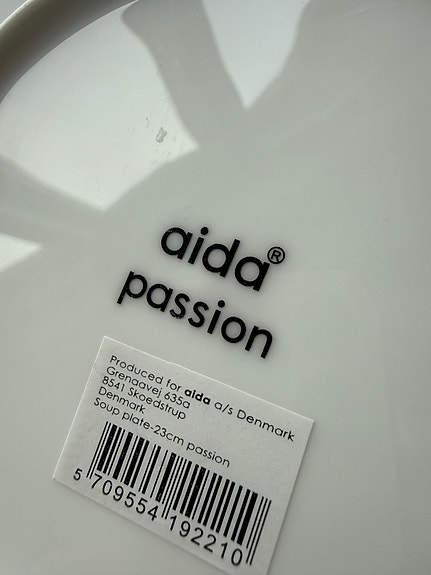 aida®
passion
Produced for aida a/s Denmark
Grenaavej 635a
8541 Skoedstrup
Denmark
Soup plate-23cm passion
5 709554 192210